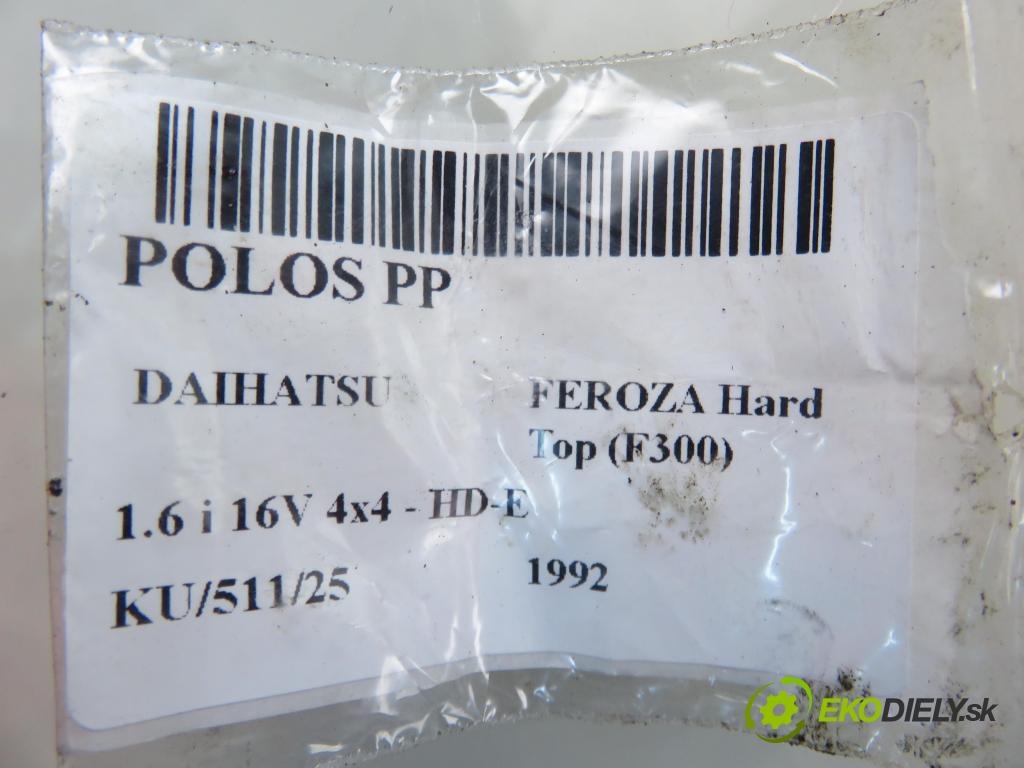 POLOS PP
DAIHATSU
FEROZA Hard
Top (F300)
1.6 i 16V 4x4 - HD-E
KU/511/25
1992
EKODIELY.sk